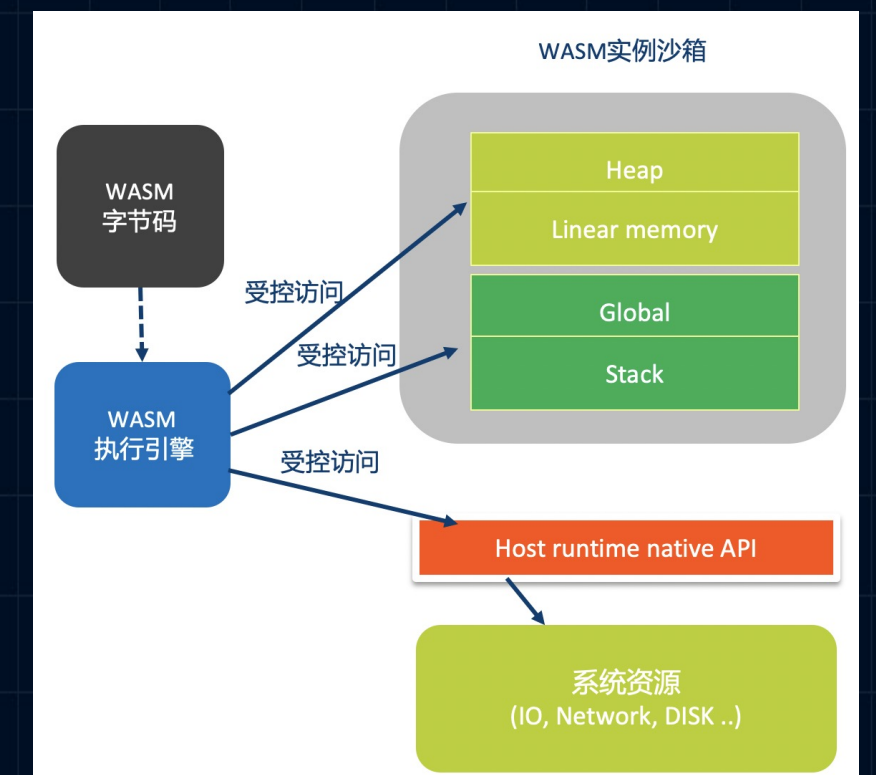 WASM实例沙箱
WASM
字节码
Heap
Linear memory
受控访问
Global
受控访问
Stack
WASM
执行引擎
受控访问
Host runtime native API
系统资源
(IO, Network, DISK ..)